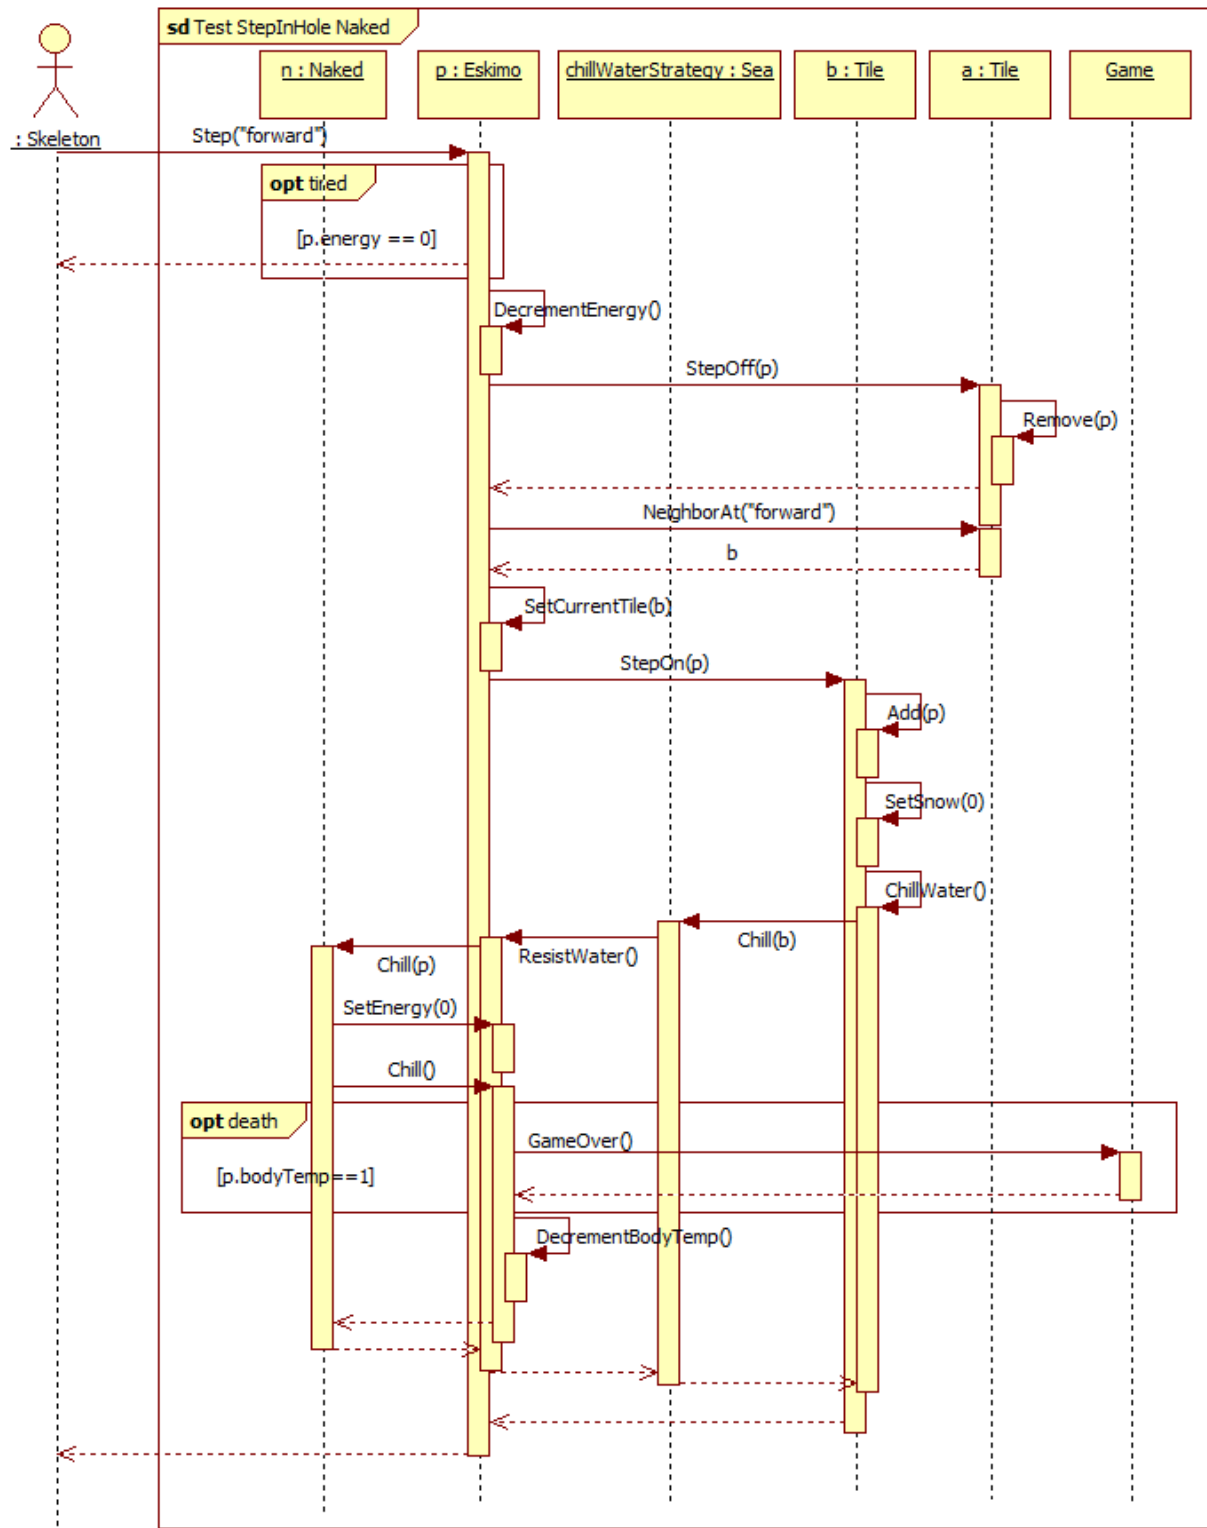 sd Test StepInHole Naked
n : Naked
p : Eskimo
chillWaterStrategy : Sea
b : Tile
a : Tile
Game
: Skeleton
Step("forward")
opt tired
[p.energy == 0]
DecrementEnergy()
StepOff(p)
Remove(p)
NeighborAt("forward")
b
SetCurrentTile(b)
StepOn(p)
Add(p)
SetSnow(0)
ChillWater()
Chill(b)
ResistWater()
Chill(p)
SetEnergy(0)
Chill()
opt death
GameOver()
[p.bodyTemp==1]
DecrementBodyTemp()